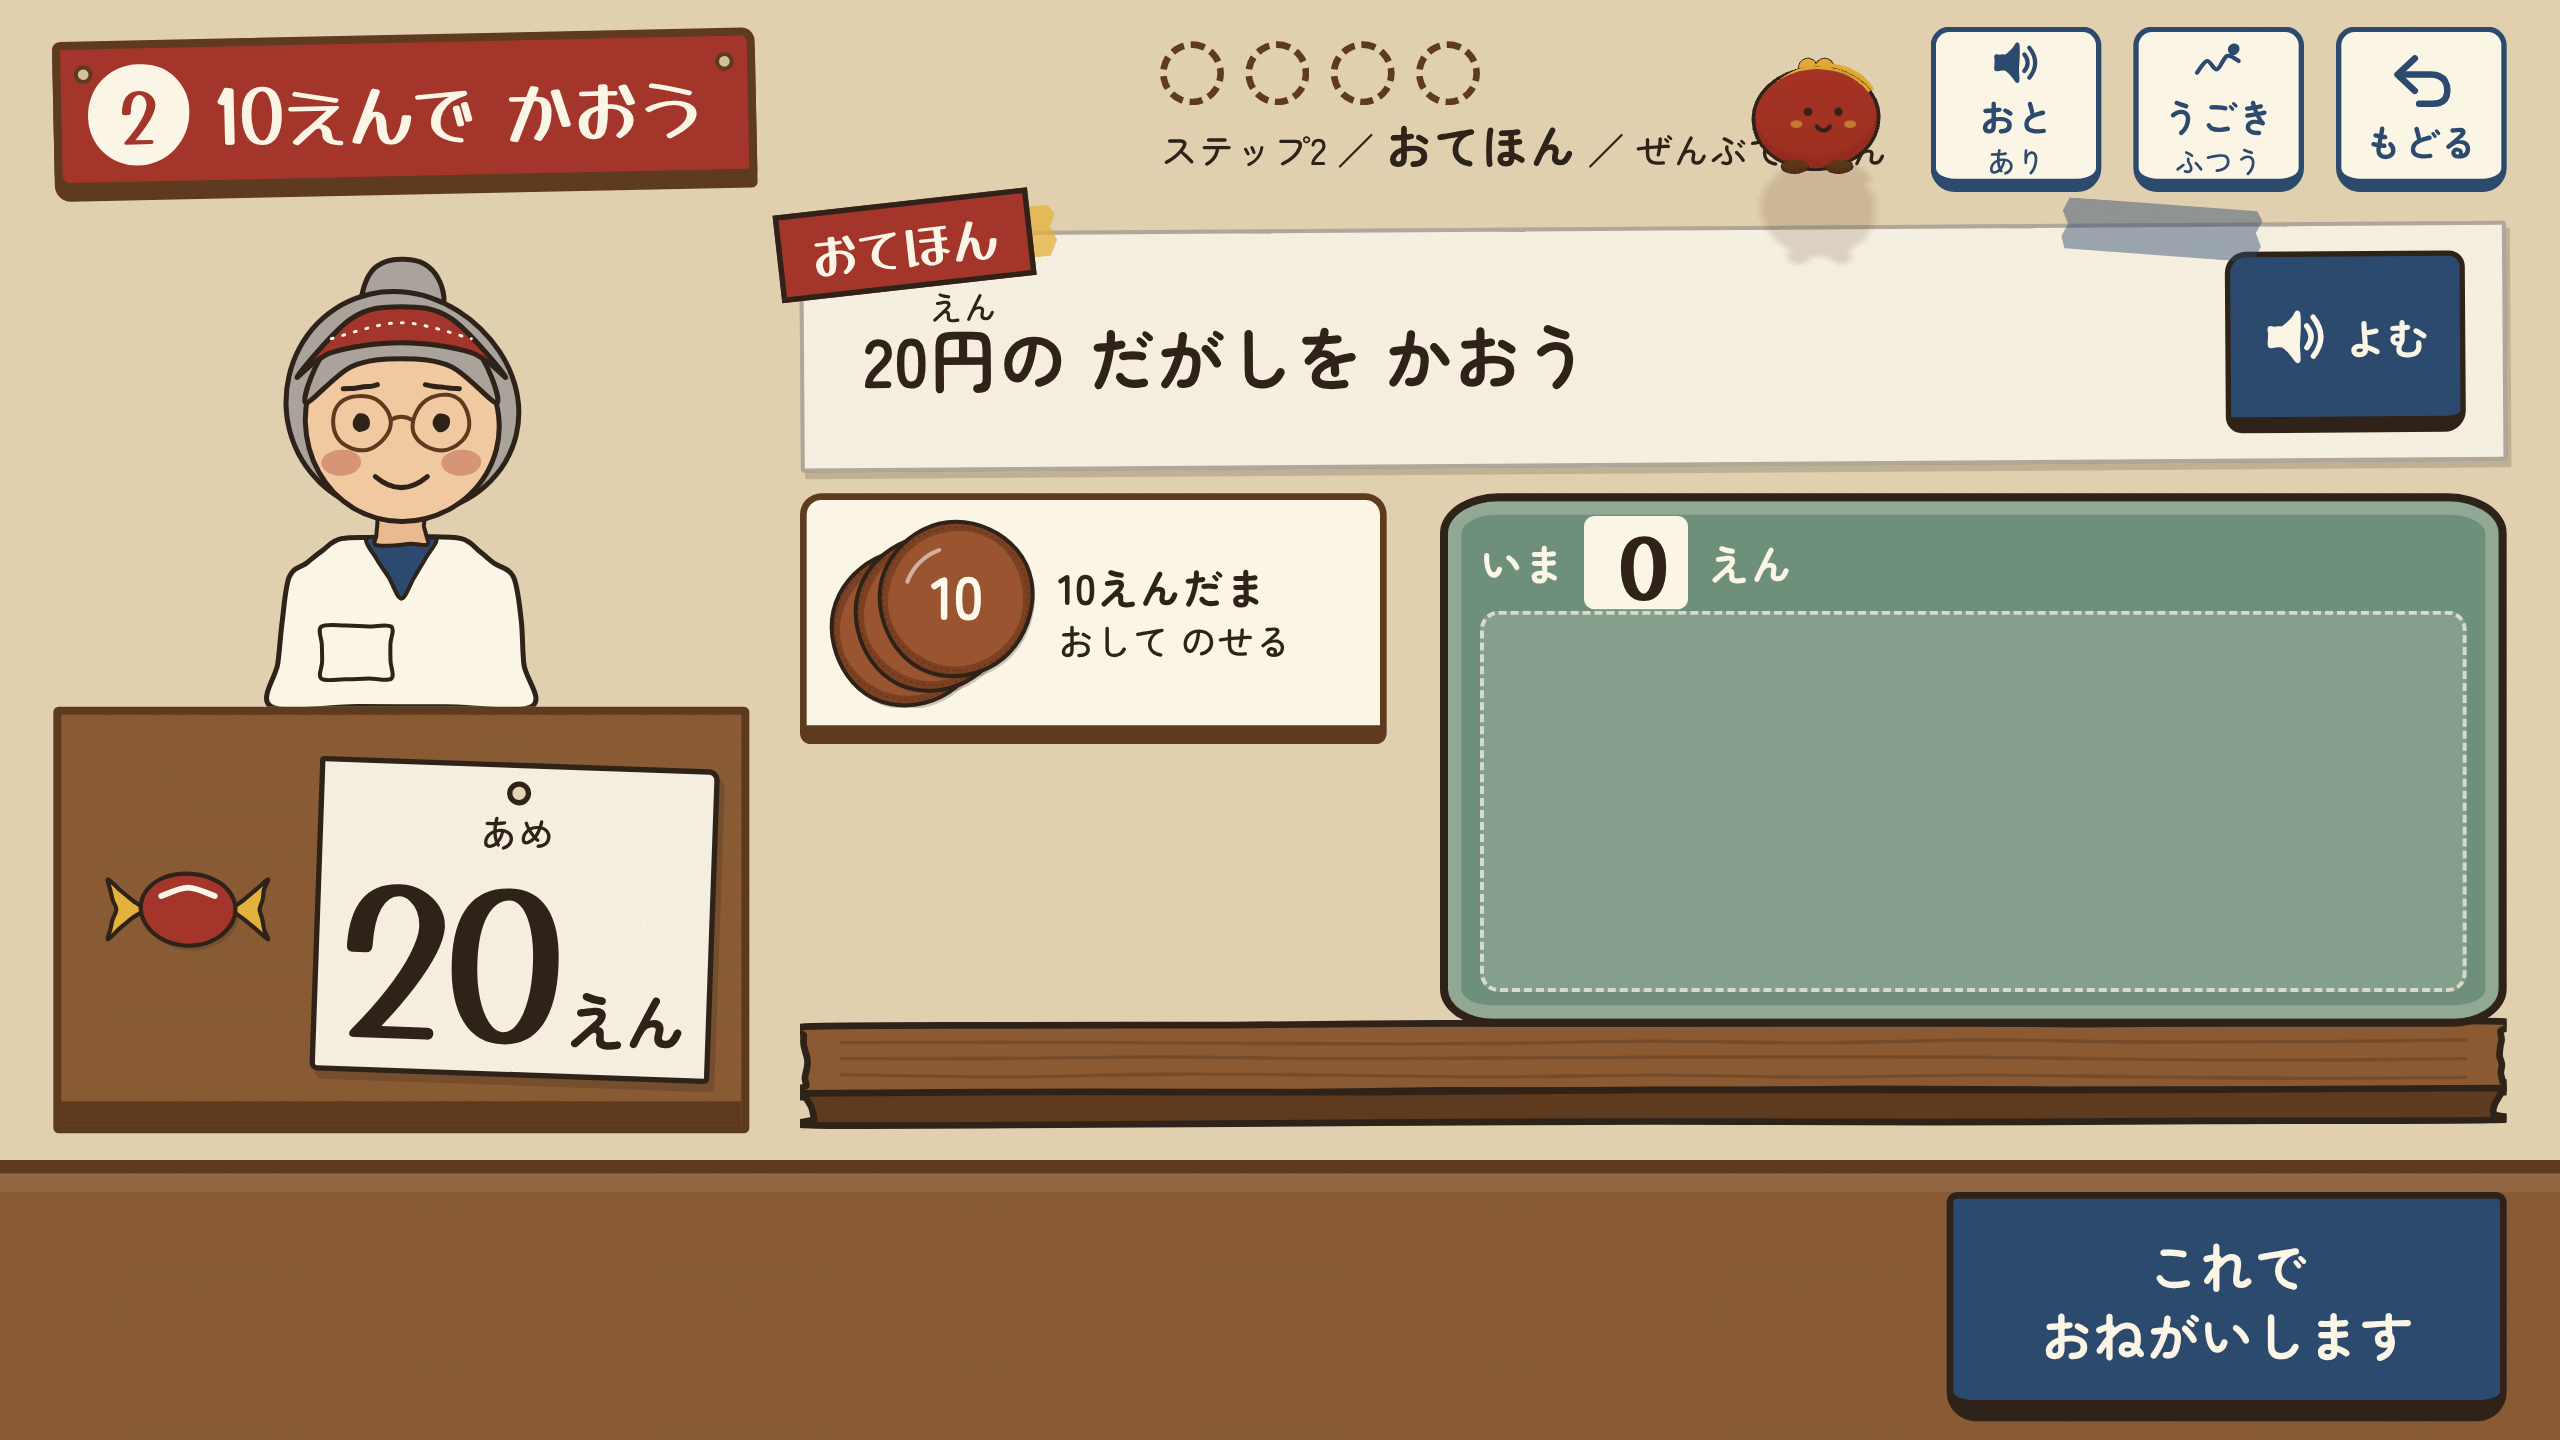 2 10えんで かおう
ステップ2 ／ おてほん ／ ぜんぶ
おと
あり
うごき
ふつう
もどる
おてほん
えん
20円の だがしを かおう
よむ
10
10えんだま
おして のせる
いま 0 えん
あめ
20えん
これで
おねがいします